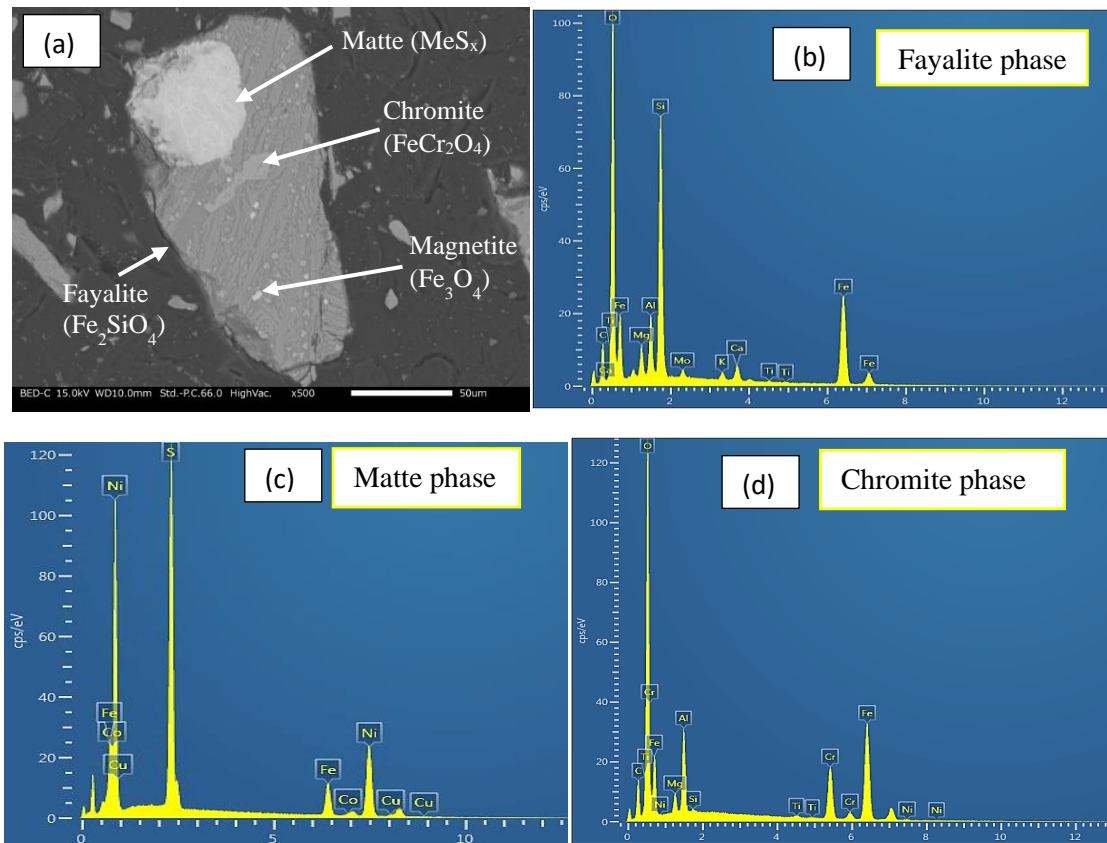 (a)
Matte (MeSₓ)
Chromite
(FeCr₂O₄)
Magnetite
(Fe₃O₄)
Fayalite
(Fe₂SiO₄)
BED-C 15.0kV WD10.0mm Std.-P.C.66.0 HighVac. x500 50um
(b)
Fayalite phase
cps/eV
100
80
60
40
20
0
O
Si
Fe
Ti
Fe
C
Ca
Mg
Al
Mo
K
Ca
Ti
Ti
Fe
Fe
0 2 4 6 8 10 12
(c)
Matte phase
cps/eV
120
100
80
60
40
20
0
S
Ni
Fe
Co
Cu
Fe
Co
Ni
Cu
Cu
0 5 10
(d)
Chromite phase
cps/eV
120
100
80
60
40
20
0
O
Cr
Ti
Fe
C
Ni
Mg
Al
Si
Ti
Ti
Cr
Cr
Fe
Ni
Ni
0 2 4 6 8 10 12